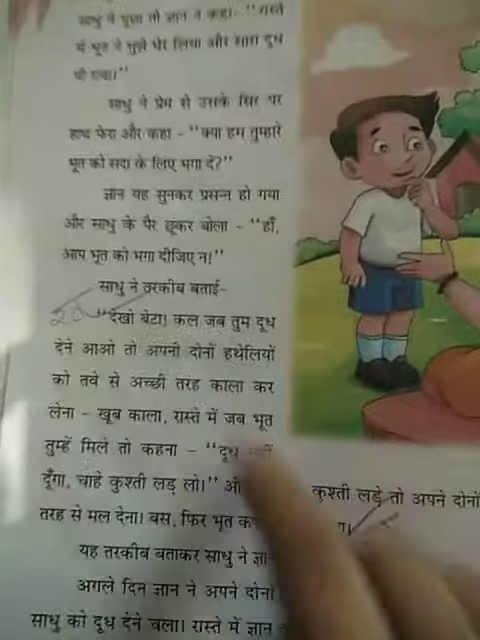 साधु ने पूछा तो ज्ञान ने कहा- "रास्ते
में भूत ने मुझे घेर लिया और सारा दूध
पी गया।"
साधु ने प्रेम से उसके सिर पर
हाथ फेरा और कहा - "क्या हम तुम्हारे
भूत को सदा के लिए भगा दें?"
ज्ञान यह सुनकर प्रसन्न हो गया
और साधु के पैर छूकर बोला - "हाँ,
आप भूत को भगा दीजिए न!"
साधु ने तरकीब बताई-
"देखो बेटा! कल जब तुम दूध
देने आओ तो अपनी दोनों हथेलियों
को तवे से अच्छी तरह काला कर
लेना - खूब काला, रास्ते में जब भूत
तुम्हें मिले तो कहना - "दूध
दूँगा, चाहे कुश्ती लड़ लो।" कुश्ती लड़े तो अपने दोनों
तरह से मल देना। बस, फिर भूत
यह तरकीब बताकर साधु ने
अगले दिन ज्ञान ने अपने दोनों
साधु को दूध देने चला। रास्ते में ज्ञान